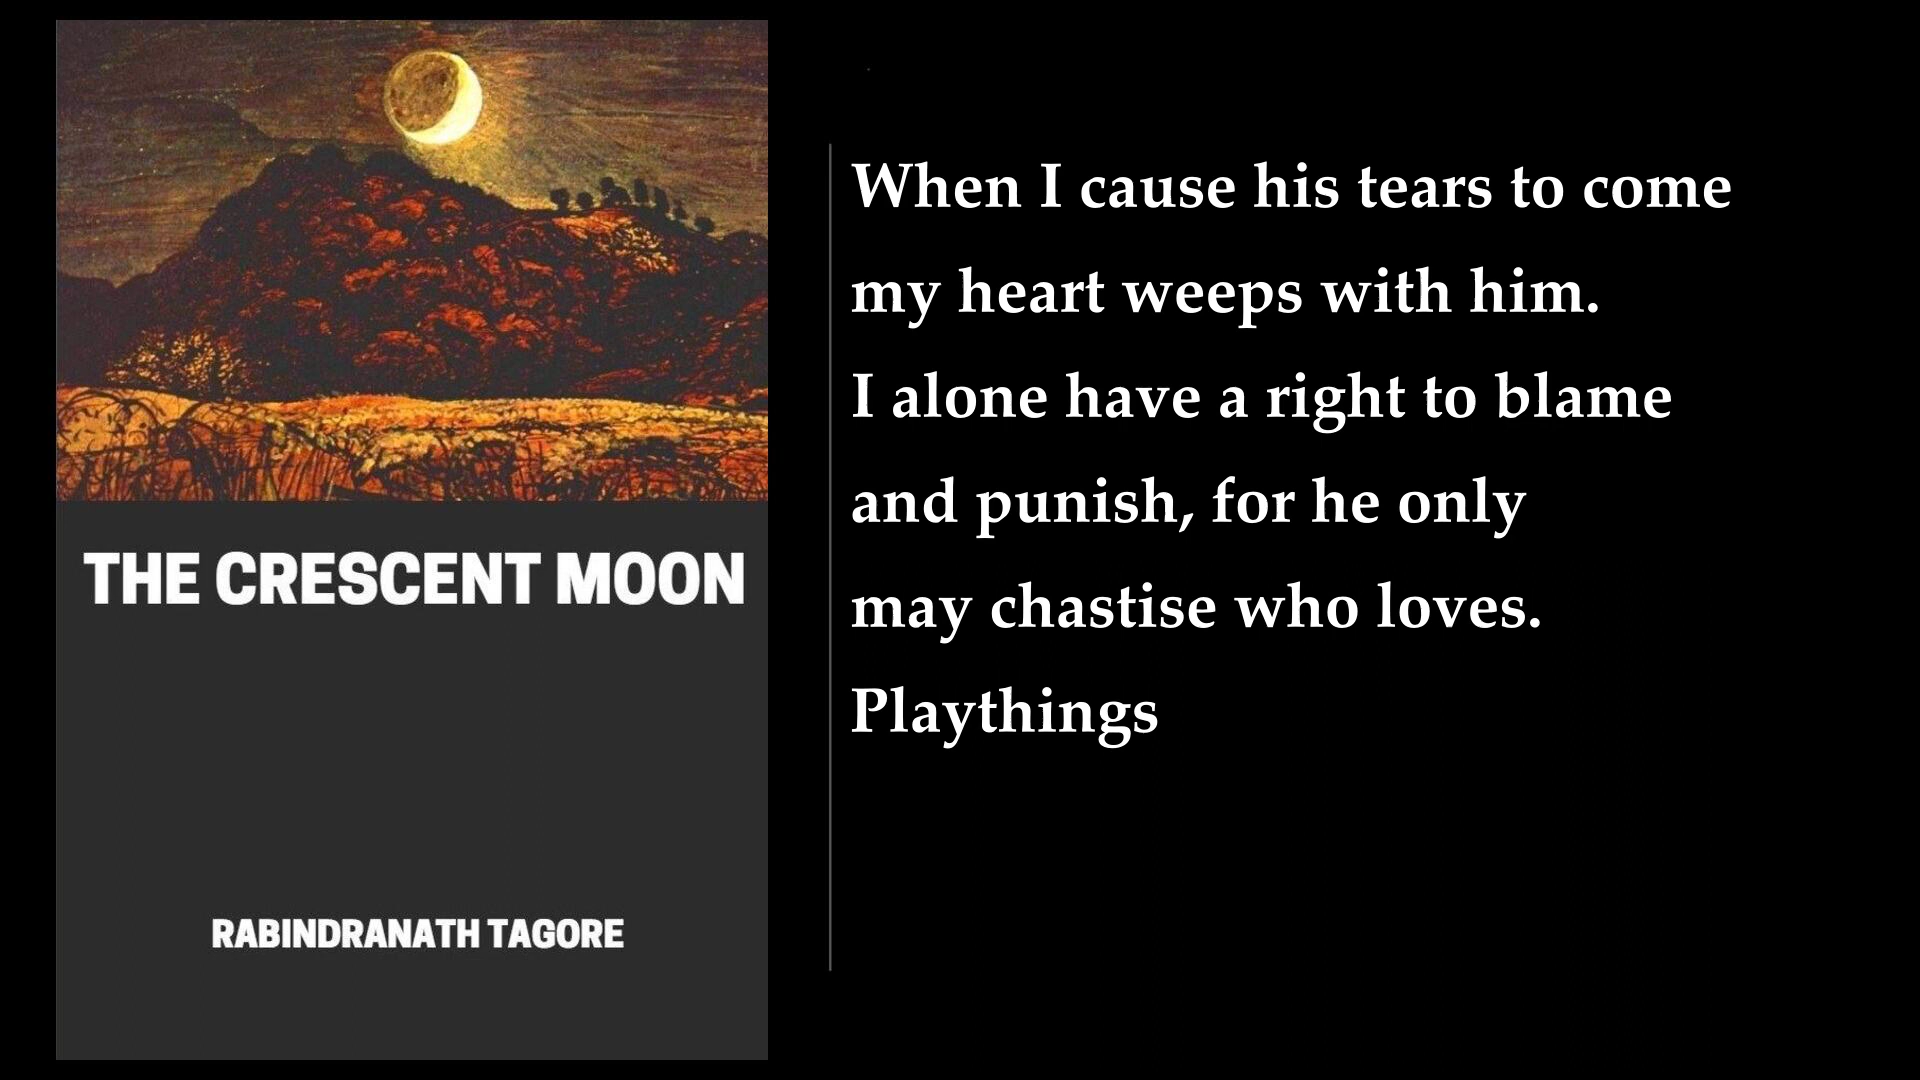 THE CRESCENT MOON
RABINDRANATH TAGORE
When I cause his tears to come
my heart weeps with him.
I alone have a right to blame
and punish, for he only
may chastise who loves.
Playthings